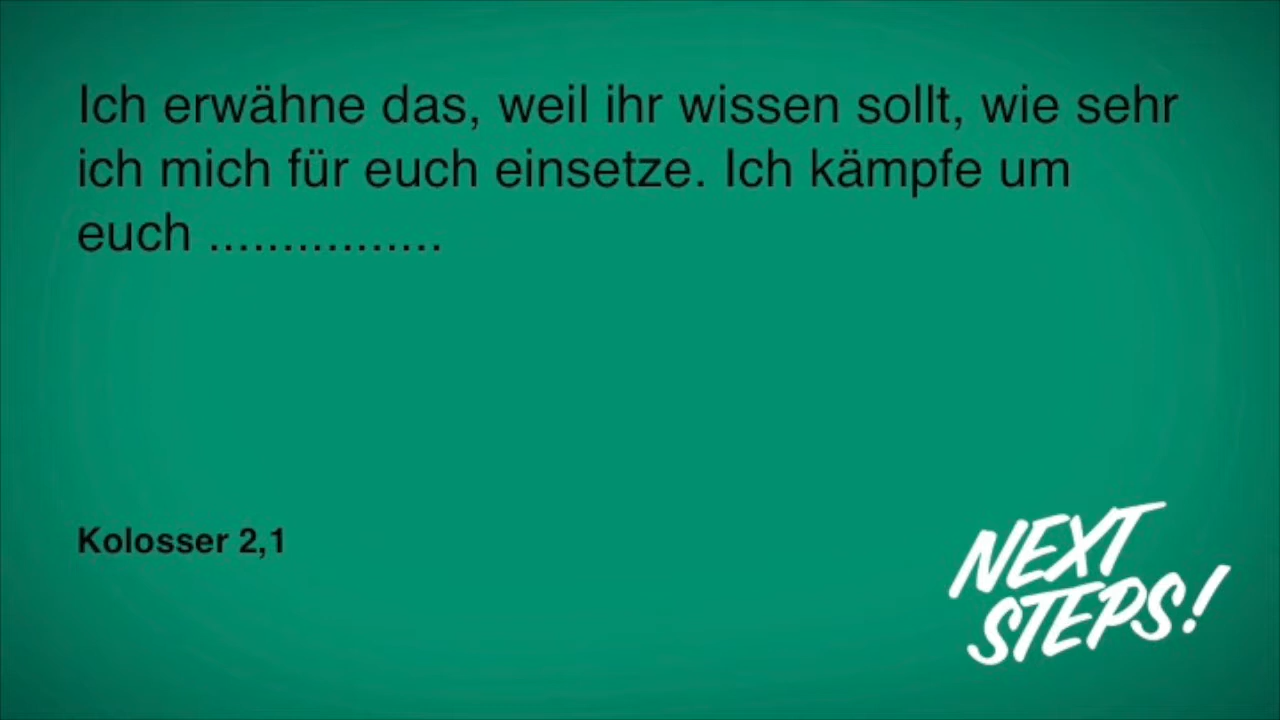 Ich erwähne das, weil ihr wissen sollt, wie sehr
ich mich für euch einsetze. Ich kämpfe um
euch ................
Kolosser 2,1
NEXT
STEPS!